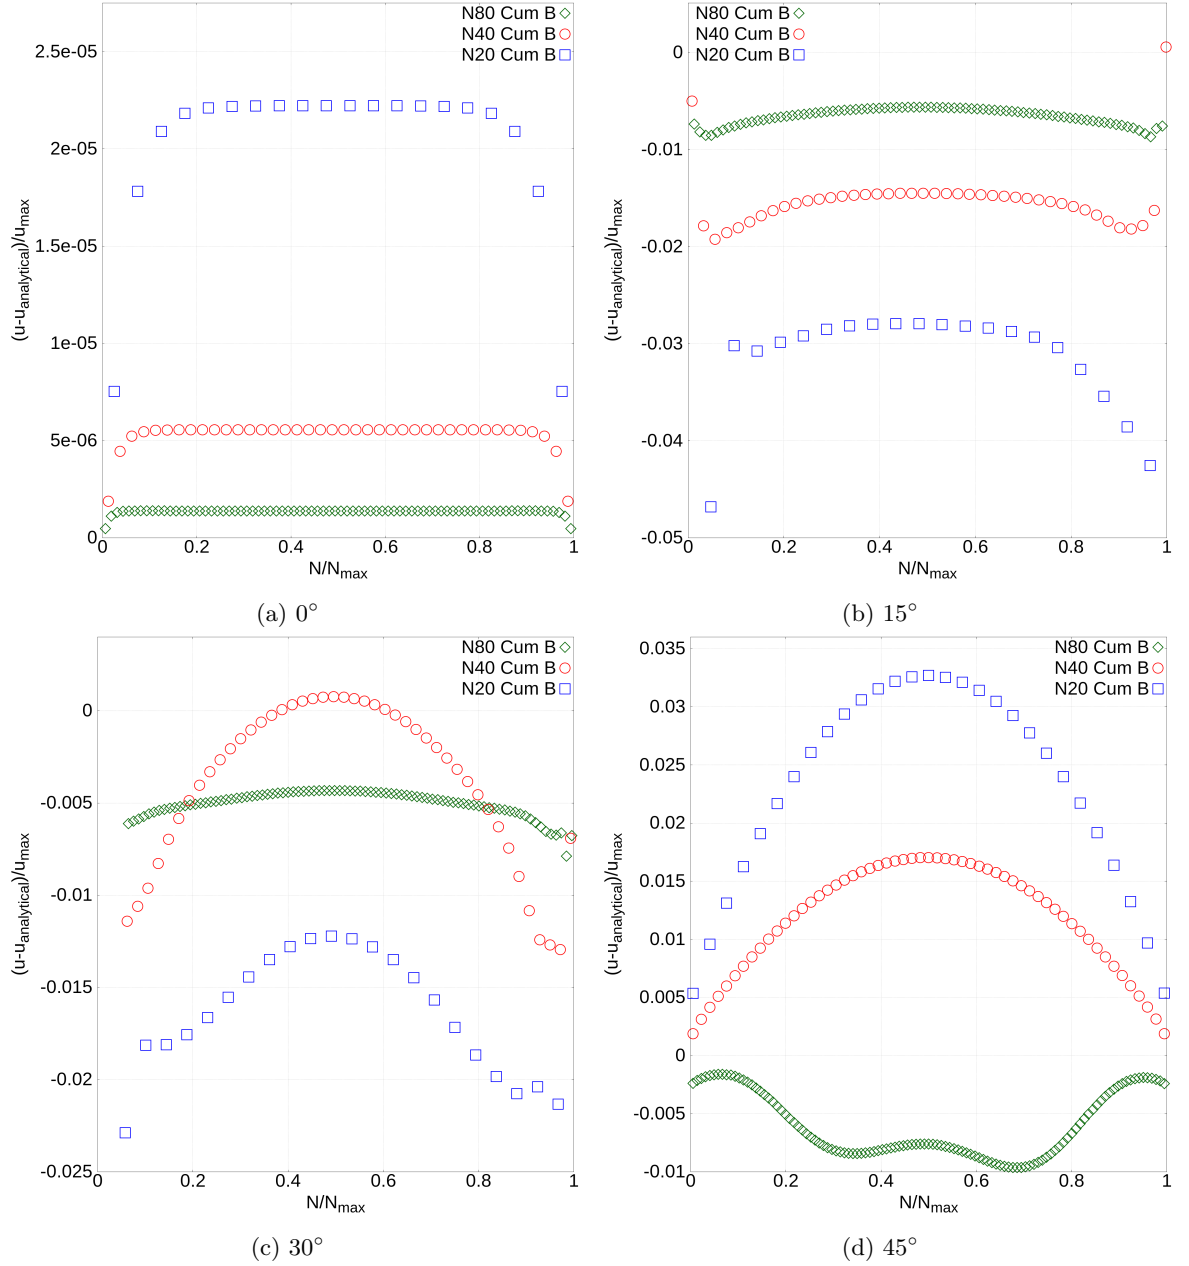 N80 Cum B
N40 Cum B
N20 Cum B
2.5e-05
2e-05
1.5e-05
1e-05
5e-06
0
0 0.2 0.4 0.6 0.8 1
(u-u_analytical)/u_max
N/N_max
(a) 0°
N80 Cum B
N40 Cum B
N20 Cum B
0
-0.01
-0.02
-0.03
-0.04
-0.05
0 0.2 0.4 0.6 0.8 1
(u-u_analytical)/u_max
N/N_max
(b) 15°
N80 Cum B
N40 Cum B
N20 Cum B
0
-0.005
-0.01
-0.015
-0.02
-0.025
0 0.2 0.4 0.6 0.8 1
(u-u_analytical)/u_max
N/N_max
(c) 30°
N80 Cum B
N40 Cum B
N20 Cum B
0.035
0.03
0.025
0.02
0.015
0.01
0.005
0
-0.005
-0.01
0 0.2 0.4 0.6 0.8 1
(u-u_analytical)/u_max
N/N_max
(d) 45°